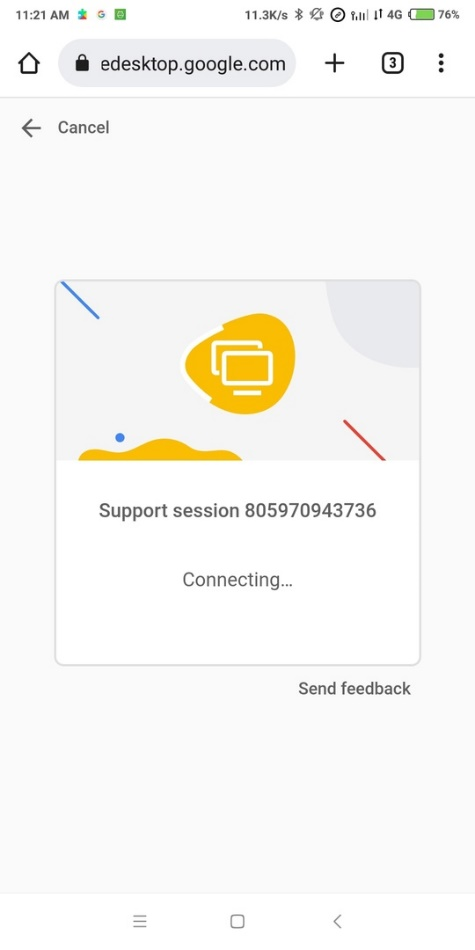 11:21 AM G 11.3K/s 4G 76%
edesktop.google.com 3
Cancel
Support session 805970943736
Connecting...
Send feedback